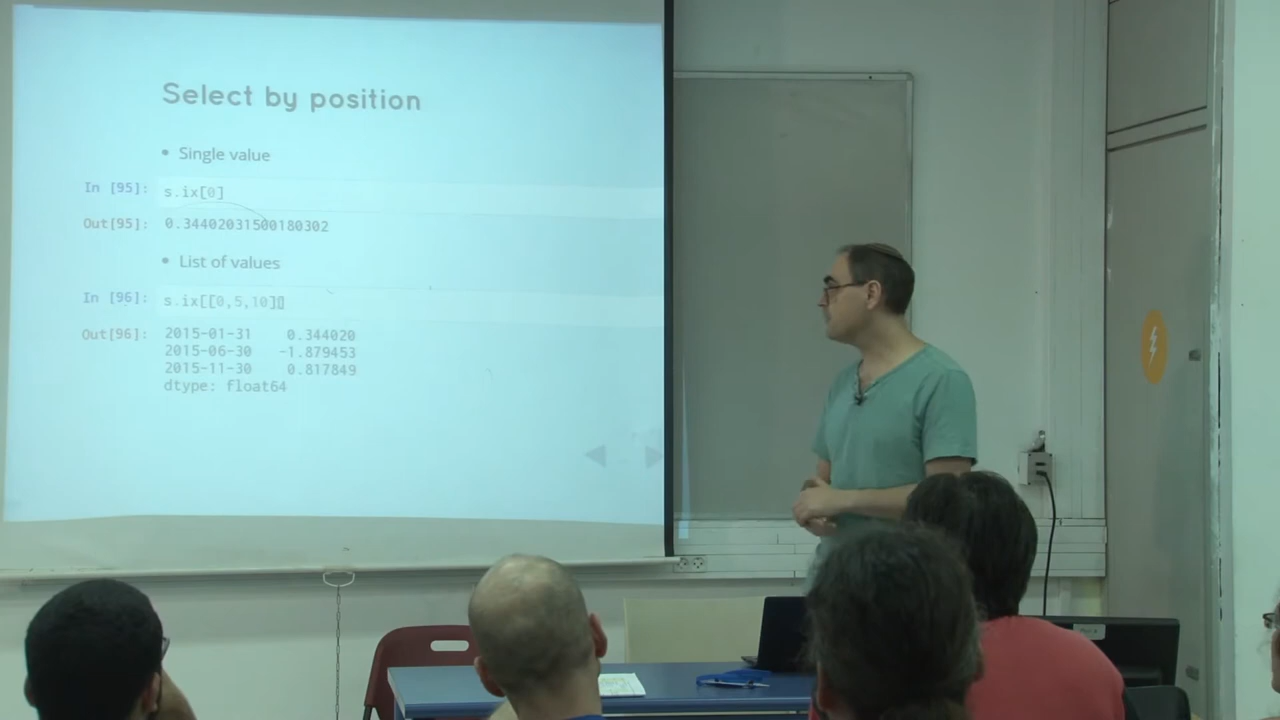 Select by position
• Single value
In [95]: s.ix[0]
Out[95]: 0.34402031500180302
• List of values
In [96]: s.ix[[0,5,10]]
Out[96]: 2015-01-31 0.344020
2015-06-30 -1.879453
2015-11-30 0.817849
dtype: float64